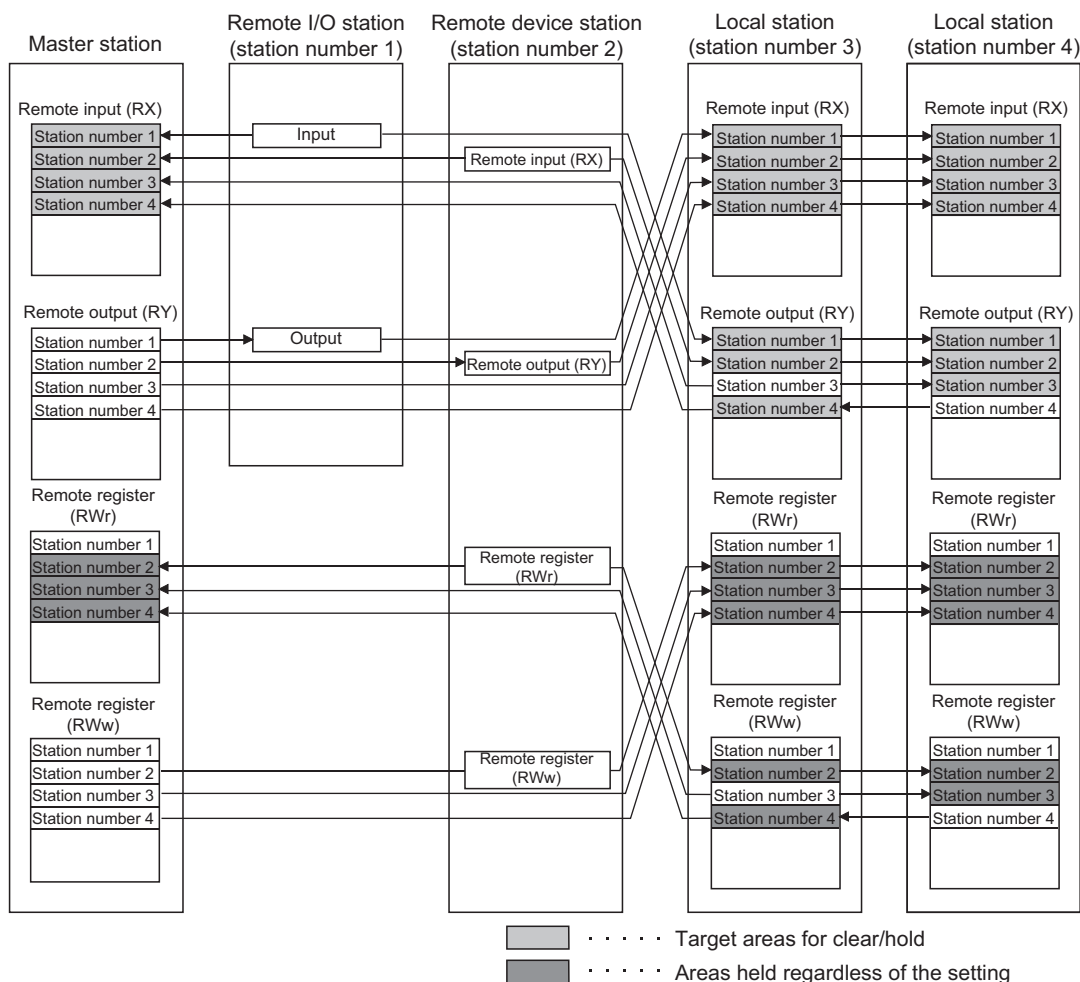 Master station
Remote I/O station
(station number 1)
Remote device station
(station number 2)
Local station
(station number 3)
Local station
(station number 4)
Remote input (RX)
Station number 1
Station number 2
Station number 3
Station number 4
Input
Remote input (RX)
Remote input (RX)
Station number 1
Station number 2
Station number 3
Station number 4
Remote input (RX)
Station number 1
Station number 2
Station number 3
Station number 4
Remote output (RY)
Station number 1
Station number 2
Station number 3
Station number 4
Output
Remote output (RY)
Remote output (RY)
Station number 1
Station number 2
Station number 3
Station number 4
Remote output (RY)
Station number 1
Station number 2
Station number 3
Station number 4
Remote register
(RWr)
Station number 1
Station number 2
Station number 3
Station number 4
Remote register
(RWr)
Remote register
(RWr)
Station number 1
Station number 2
Station number 3
Station number 4
Remote register
(RWr)
Station number 1
Station number 2
Station number 3
Station number 4
Remote register
(RWw)
Station number 1
Station number 2
Station number 3
Station number 4
Remote register
(RWw)
Remote register
(RWw)
Station number 1
Station number 2
Station number 3
Station number 4
Remote register
(RWw)
Station number 1
Station number 2
Station number 3
Station number 4
· · · · · Target areas for clear/hold
· · · · · Areas held regardless of the setting